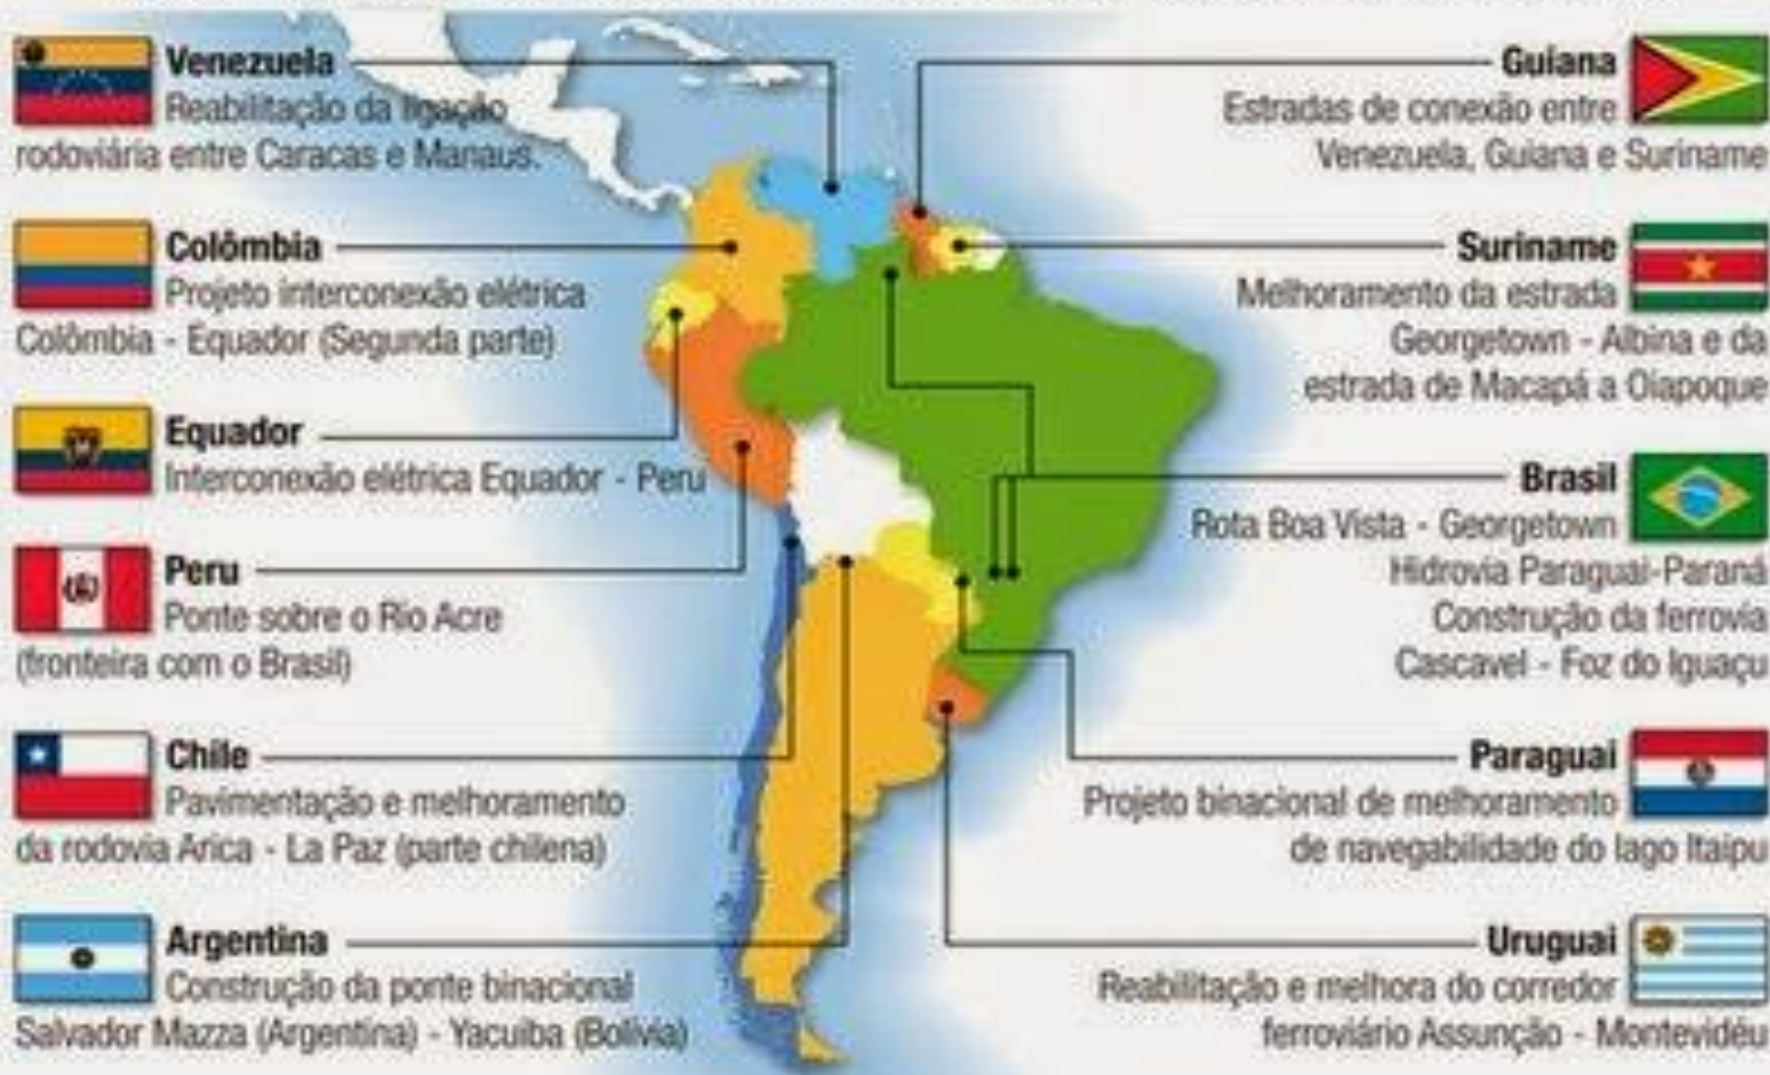 Venezuela
Reabilitação da ligação
rodoviária entre Caracas e Manaus.
Colômbia
Projeto interconexão elétrica
Colômbia - Equador (Segunda parte)
Equador
Interconexão elétrica Equador - Peru
Peru
Ponte sobre o Rio Acre
(fronteira com o Brasil)
Chile
Pavimentação e melhoramento
da rodovia Arica - La Paz (parte chilena)
Argentina
Construção da ponte binacional
Salvador Mazza (Argentina) - Yacuiba (Bolívia)
Guiana
Estradas de conexão entre
Venezuela, Guiana e Suriname
Suriname
Melhoramento da estrada
Georgetown - Albina e da
estrada de Macapá a Oiapoque
Brasil
Rota Boa Vista - Georgetown
Hidrovia Paraguai-Paraná
Construção da ferrovia
Cascavel - Foz do Iguaçu
Paraguai
Projeto binacional de melhoramento
de navegabilidade do lago Itaipu
Uruguai
Reabilitação e melhora do corredor
ferroviário Assunção - Montevidéu